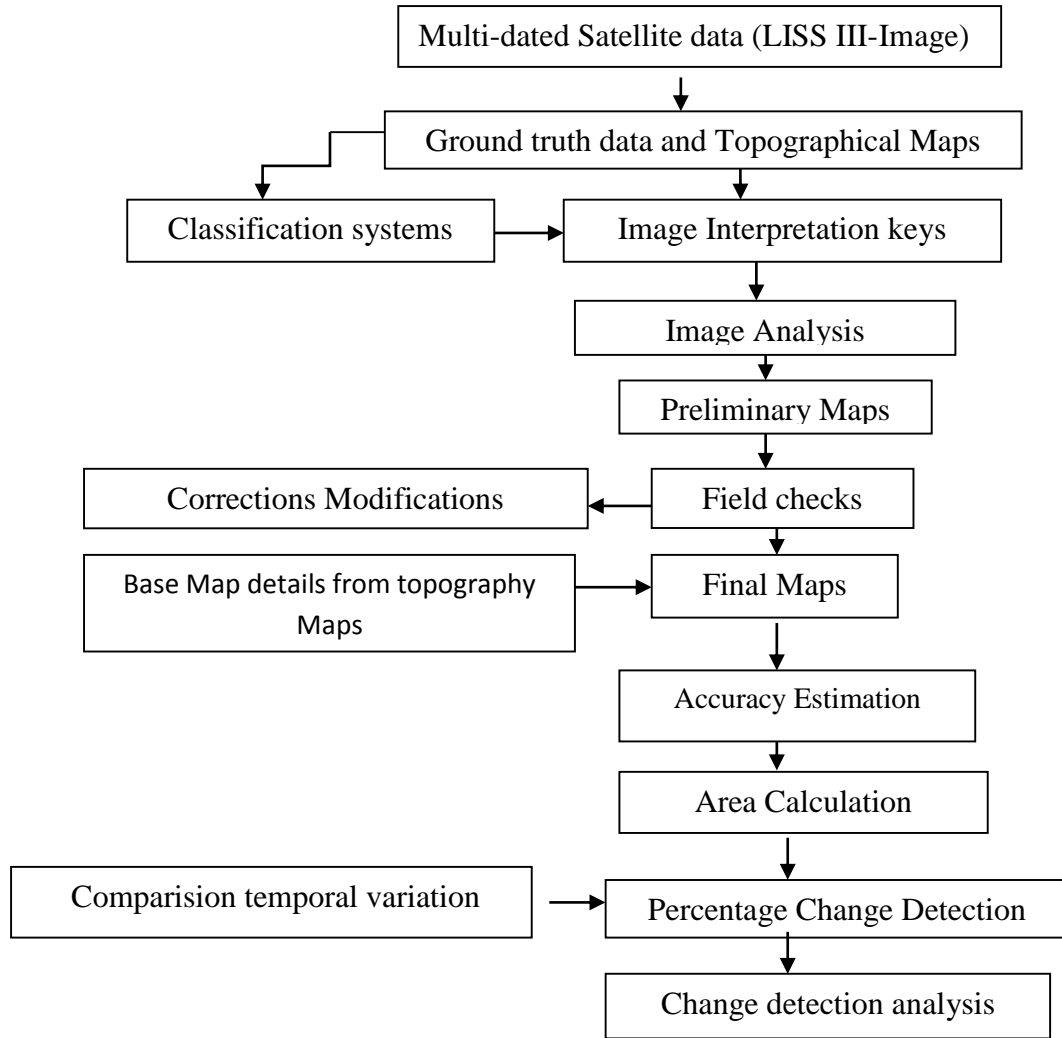 Multi-dated Satellite data (LISS III-Image)
Ground truth data and Topographical Maps
Classification systems
Image Interpretation keys
Image Analysis
Preliminary Maps
Corrections Modifications
Field checks
Base Map details from topography
Maps
Final Maps
Accuracy Estimation
Area Calculation
Comparision temporal variation
Percentage Change Detection
Change detection analysis